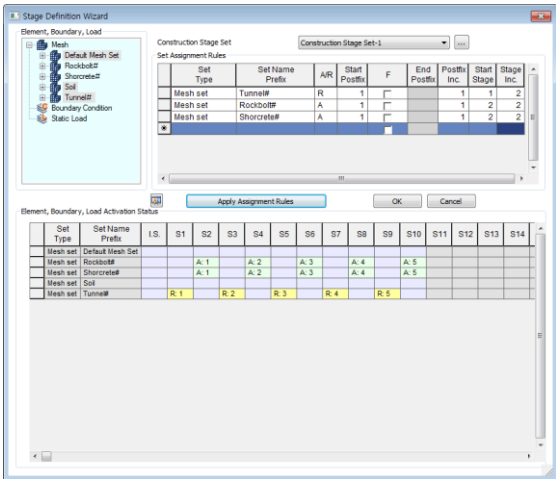 Stage Definition Wizard
Element, Boundary, Load
Mesh
Default Mesh Set
Rockbolt#
Shorcrete#
Soil
Tunnel#
Boundary Condition
Static Load
Construction Stage Set
Construction Stage Set-1
...
Set Assignment Rules
Set Type Set Name Prefix A/R Start Postfix F End Postfix Postfix Inc. Start Stage Stage Inc.
Mesh set Tunnel# R 1 1 1 2
Mesh set Rockbolt# A 1 1 2 2
Mesh set Shorcrete# A 1 1 2 2
Apply Assignment Rules
OK
Cancel
Element, Boundary, Load Activation Status
Set Type Set Name Prefix I.S. S1 S2 S3 S4 S5 S6 S7 S8 S9 S10 S11 S12 S13 S14
Mesh set Default Mesh Set
Mesh set Rockbolt# A: 1 A: 2 A: 3 A: 4 A: 5
Mesh set Shorcrete# A: 1 A: 2 A: 3 A: 4 A: 5
Mesh set Soil
Mesh set Tunnel# R: 1 R: 2 R: 3 R: 4 R: 5